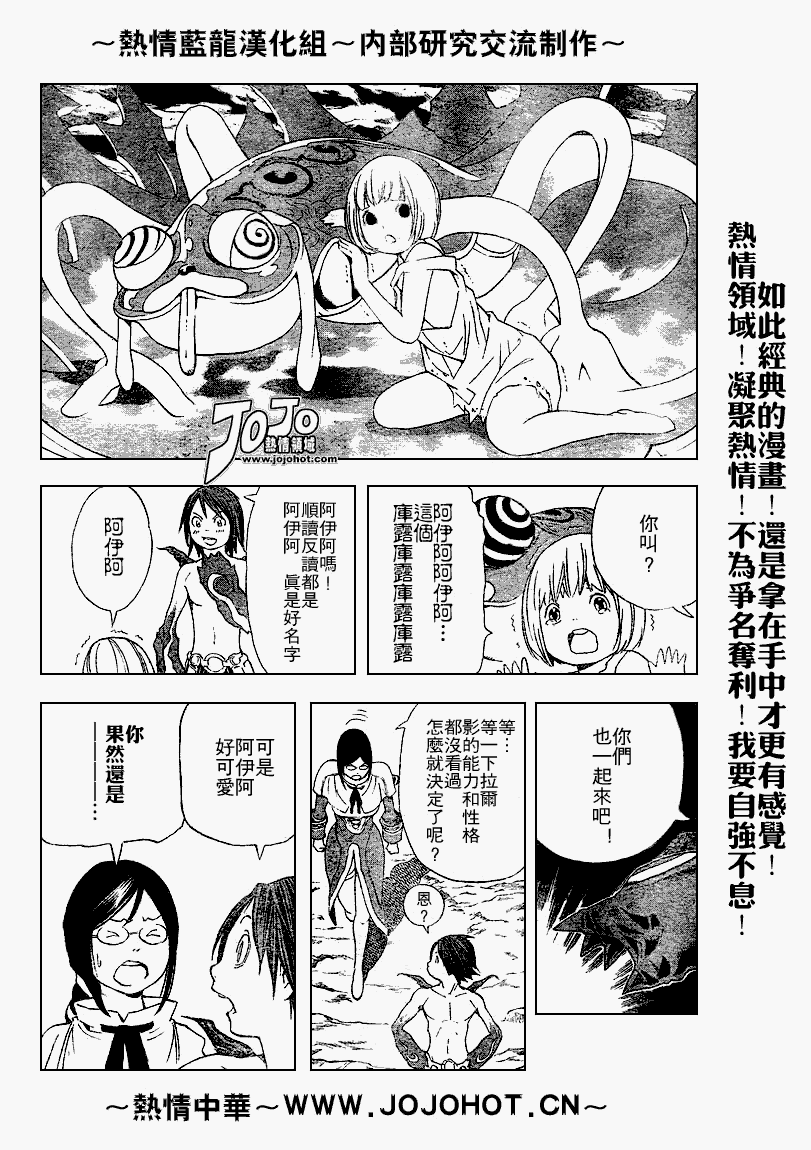 ～熱情藍龍漢化組～内部研究交流制作～
如此經典的漫畫！還是拿在手中才更有感覺！
熱情領域！凝聚熱情！不為爭名奪利！我要自強不息！
JOJO
熱情領域
www.jojohot.com
你叫？
阿伊阿阿伊阿…
這個
庫露庫露庫露庫露
阿伊阿嗎！
順讀反讀都是
阿伊阿 眞是好名字
阿伊阿
你們
也一起來吧！
等…
等一下拉爾
影的能力和性格
都沒看過
怎麼就決定了呢？
恩？
可是
阿伊阿
好可愛
你
果然還是
———…
～熱情中華～WWW.JOJOHOT.CN～